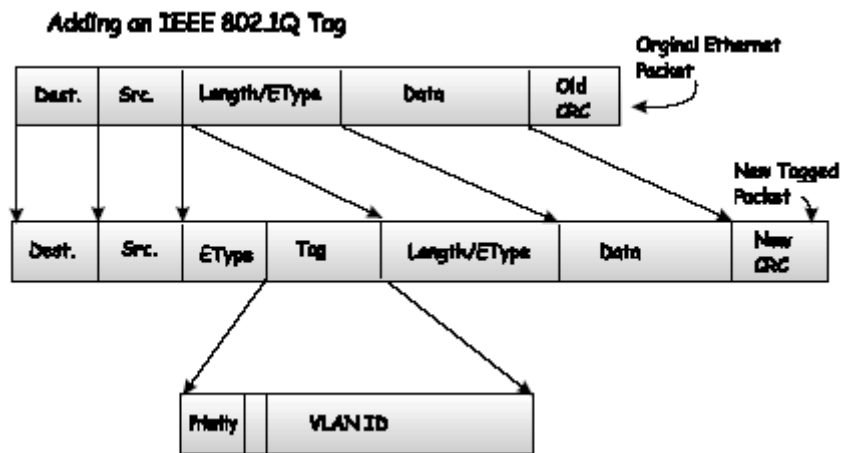 Adding an IEEE 802.1Q Tag
Orginal Ethernet
Packet
Dest.
Src.
Length/EType
Data
Old
CRC
New Tagged
Packet
Dest.
Src.
EType
Tag
Length/EType
Data
New
CRC
Priority
VLAN ID